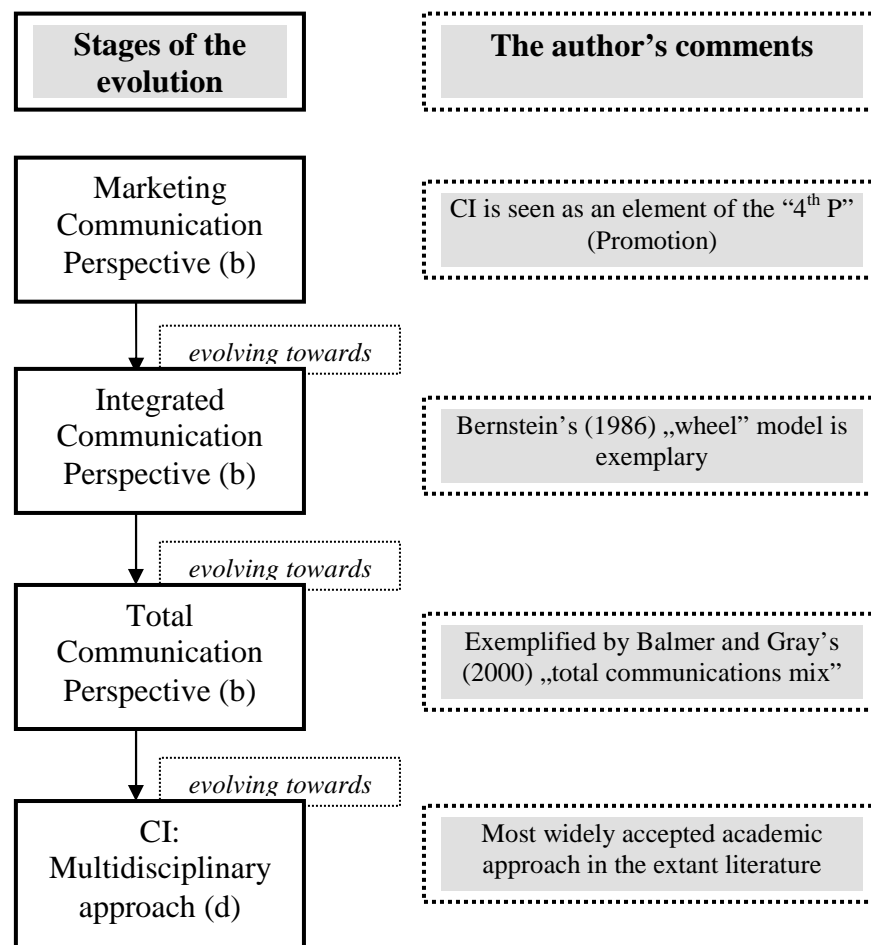 Stages of the
evolution
The author’s comments
Marketing
Communication
Perspective (b)
CI is seen as an element of the “4th P”
(Promotion)
evolving towards
Integrated
Communication
Perspective (b)
Bernstein’s (1986) „wheel” model is
exemplary
evolving towards
Total
Communication
Perspective (b)
Exemplified by Balmer and Gray’s
(2000) „total communications mix”
evolving towards
CI:
Multidisciplinary
approach (d)
Most widely accepted academic
approach in the extant literature